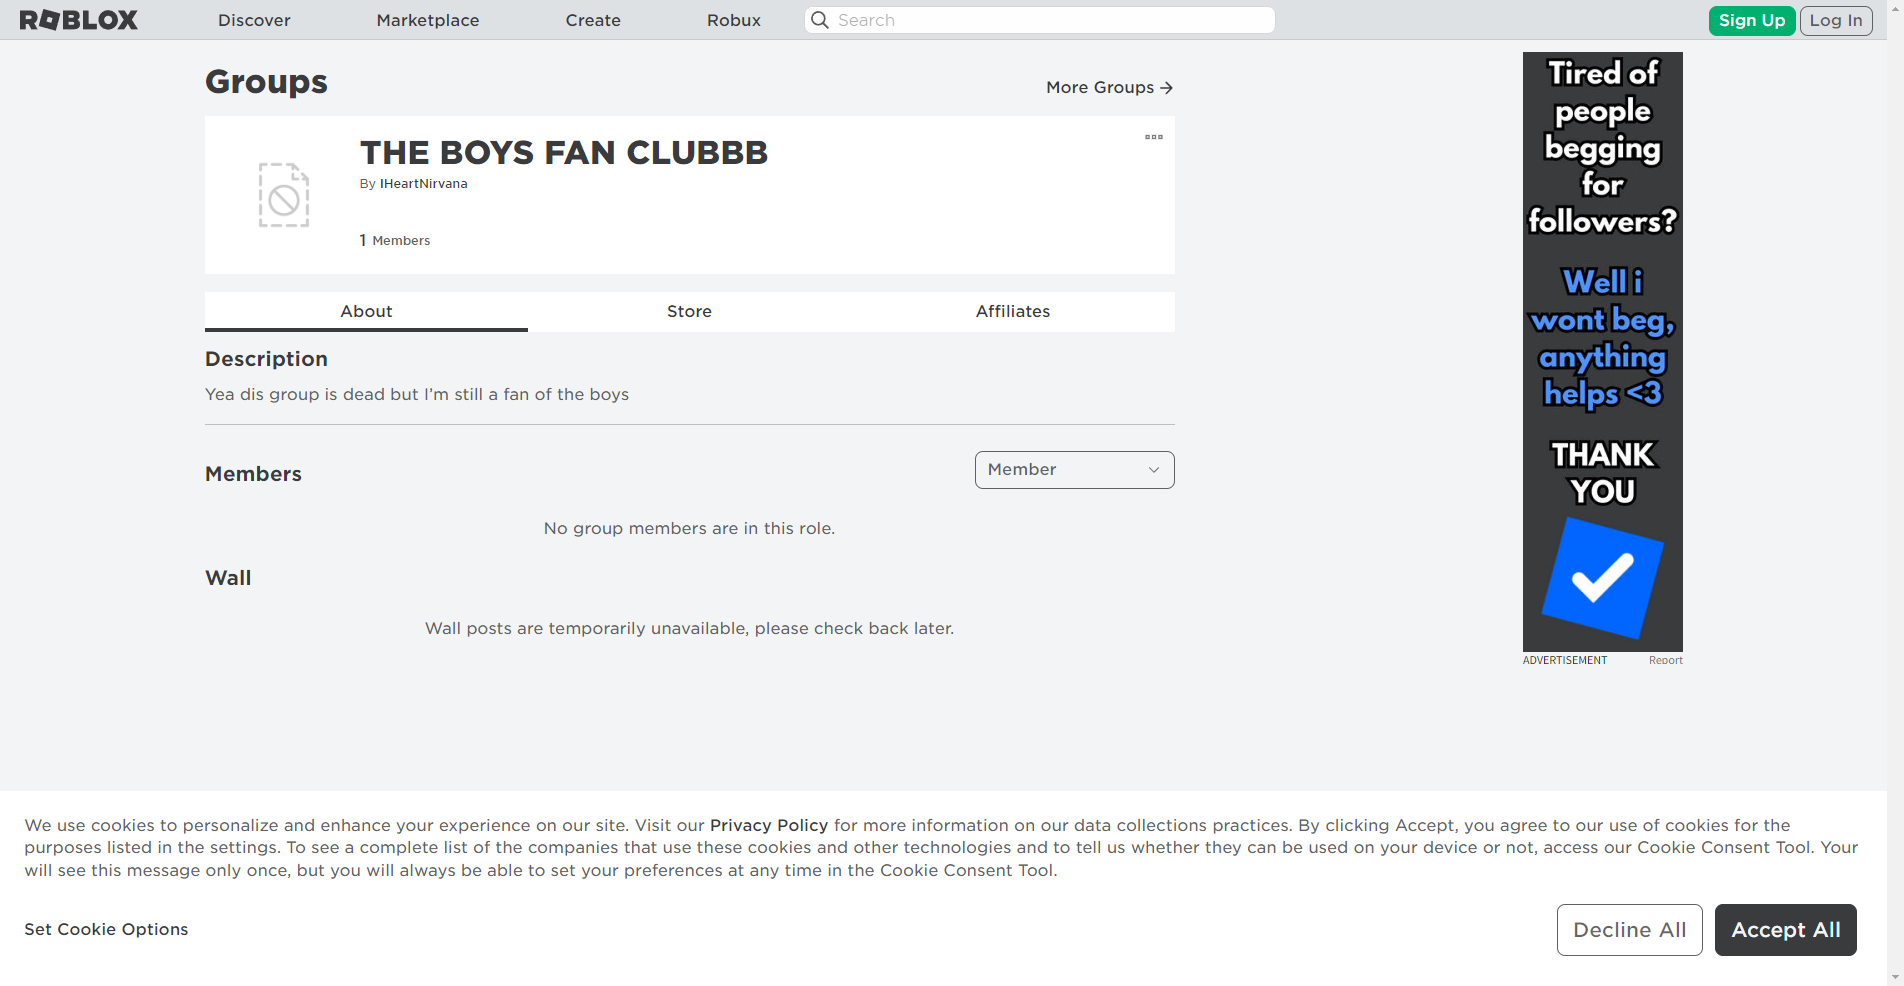 ROBLOX
Discover
Marketplace
Create
Robux
Search
Sign Up
Log In
Groups
More Groups
THE BOYS FAN CLUBBB
By IHeartNirvana
1 Members
About
Store
Affiliates
Description
Yea dis group is dead but I’m still a fan of the boys
Members
Member
No group members are in this role.
Wall
Wall posts are temporarily unavailable, please check back later.
Tired of
people
begging
for
followers?
Well i
wont beg,
anything
helps <3
THANK
YOU
ADVERTISEMENT
Report
We use cookies to personalize and enhance your experience on our site. Visit our Privacy Policy for more information on our data collections practices. By clicking Accept, you agree to our use of cookies for the
purposes listed in the settings. To see a complete list of the companies that use these cookies and other technologies and to tell us whether they can be used on your device or not, access our Cookie Consent Tool. Your
will see this message only once, but you will always be able to set your preferences at any time in the Cookie Consent Tool.
Set Cookie Options
Decline All
Accept All